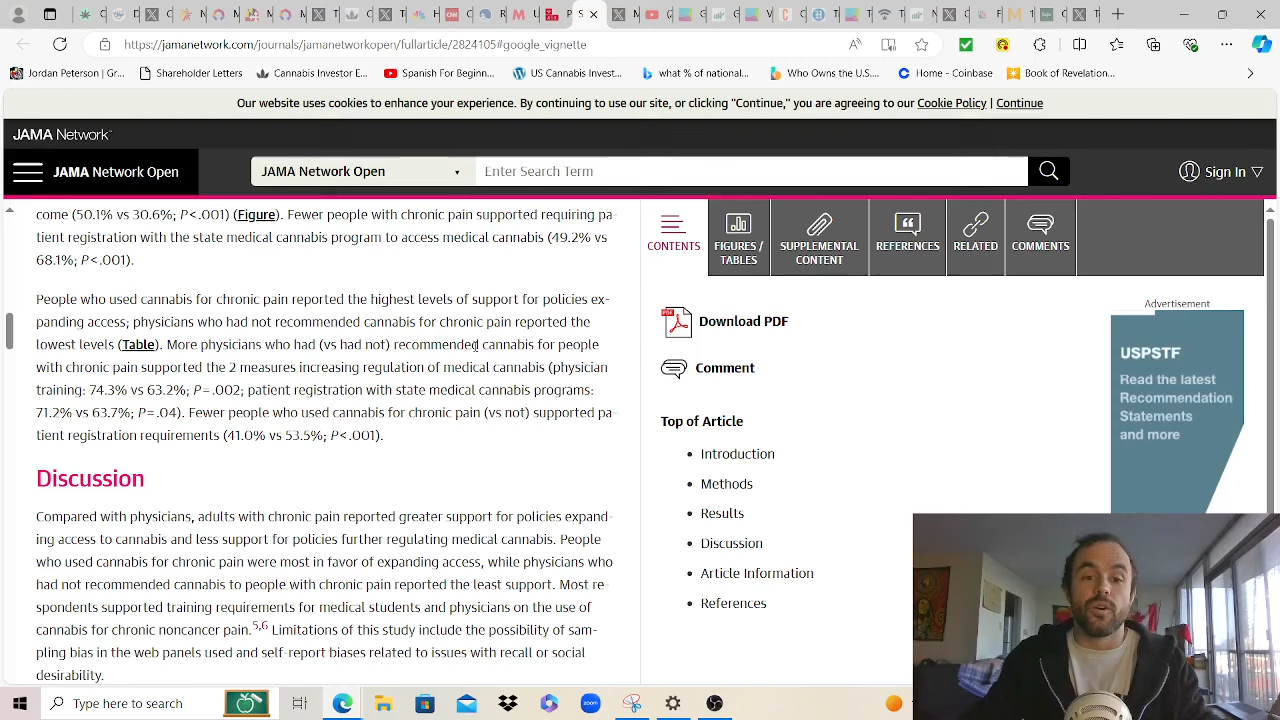 https://jamanetwork.com/journals/jamanetworkopen/fullarticle/2824105#google_vignette
Jordan Peterson | Gr...
Shareholder Letters
Cannabis Investor E...
Spanish For Beginn...
US Cannabis Invest...
what % of national...
Who Owns the U.S....
Home - Coinbase
Book of Revelation...
Our website uses cookies to enhance your experience. By continuing to use our site, or clicking "Continue," you are agreeing to our Cookie Policy | Continue
JAMA Network
JAMA Network Open
JAMA Network Open
Enter Search Term
Sign In
come (50.1% vs 30.6%; P < .001) (Figure). Fewer people with chronic pain supported requiring pa-
tient registration with the state medical cannabis program to access medical cannabis (49.2% vs
68.1%; P < .001).
People who used cannabis for chronic pain reported the highest levels of support for policies ex-
panding access; physicians who had not recommended cannabis for chronic pain reported the
lowest levels (Table). More physicians who had (vs had not) recommended cannabis for people
with chronic pain supported the 2 measures increasing regulation of medical cannabis (physician
training: 74.3% vs 63.2%; P = .002; patient registration with state medical cannabis programs:
71.2% vs 63.7%; P = .04). Fewer people who used cannabis for chronic pain (vs not) supported pa-
tient registration requirements (41.0% vs 53.5%; P < .001).
Discussion
Compared with physicians, adults with chronic pain reported greater support for policies expand-
ing access to cannabis and less support for policies further regulating medical cannabis. People
who used cannabis for chronic pain were most in favor of expanding access, while physicians who
had not recommended cannabis to people with chronic pain reported the least support. Most re-
spondents supported training requirements for medical students and physicians on the use of
cannabis for chronic noncancer pain.5,6 Limitations of this study include the possibility of sam-
pling bias in the web panels used and self-report biases related to issues with recall or social
desirability.
CONTENTS
FIGURES /
TABLES
SUPPLEMENTAL
CONTENT
REFERENCES
RELATED
COMMENTS
Download PDF
Comment
Top of Article
Introduction
Methods
Results
Discussion
Article Information
References
Advertisement
USPSTF
Read the latest
Recommendation
Statements
and more
Type here to search